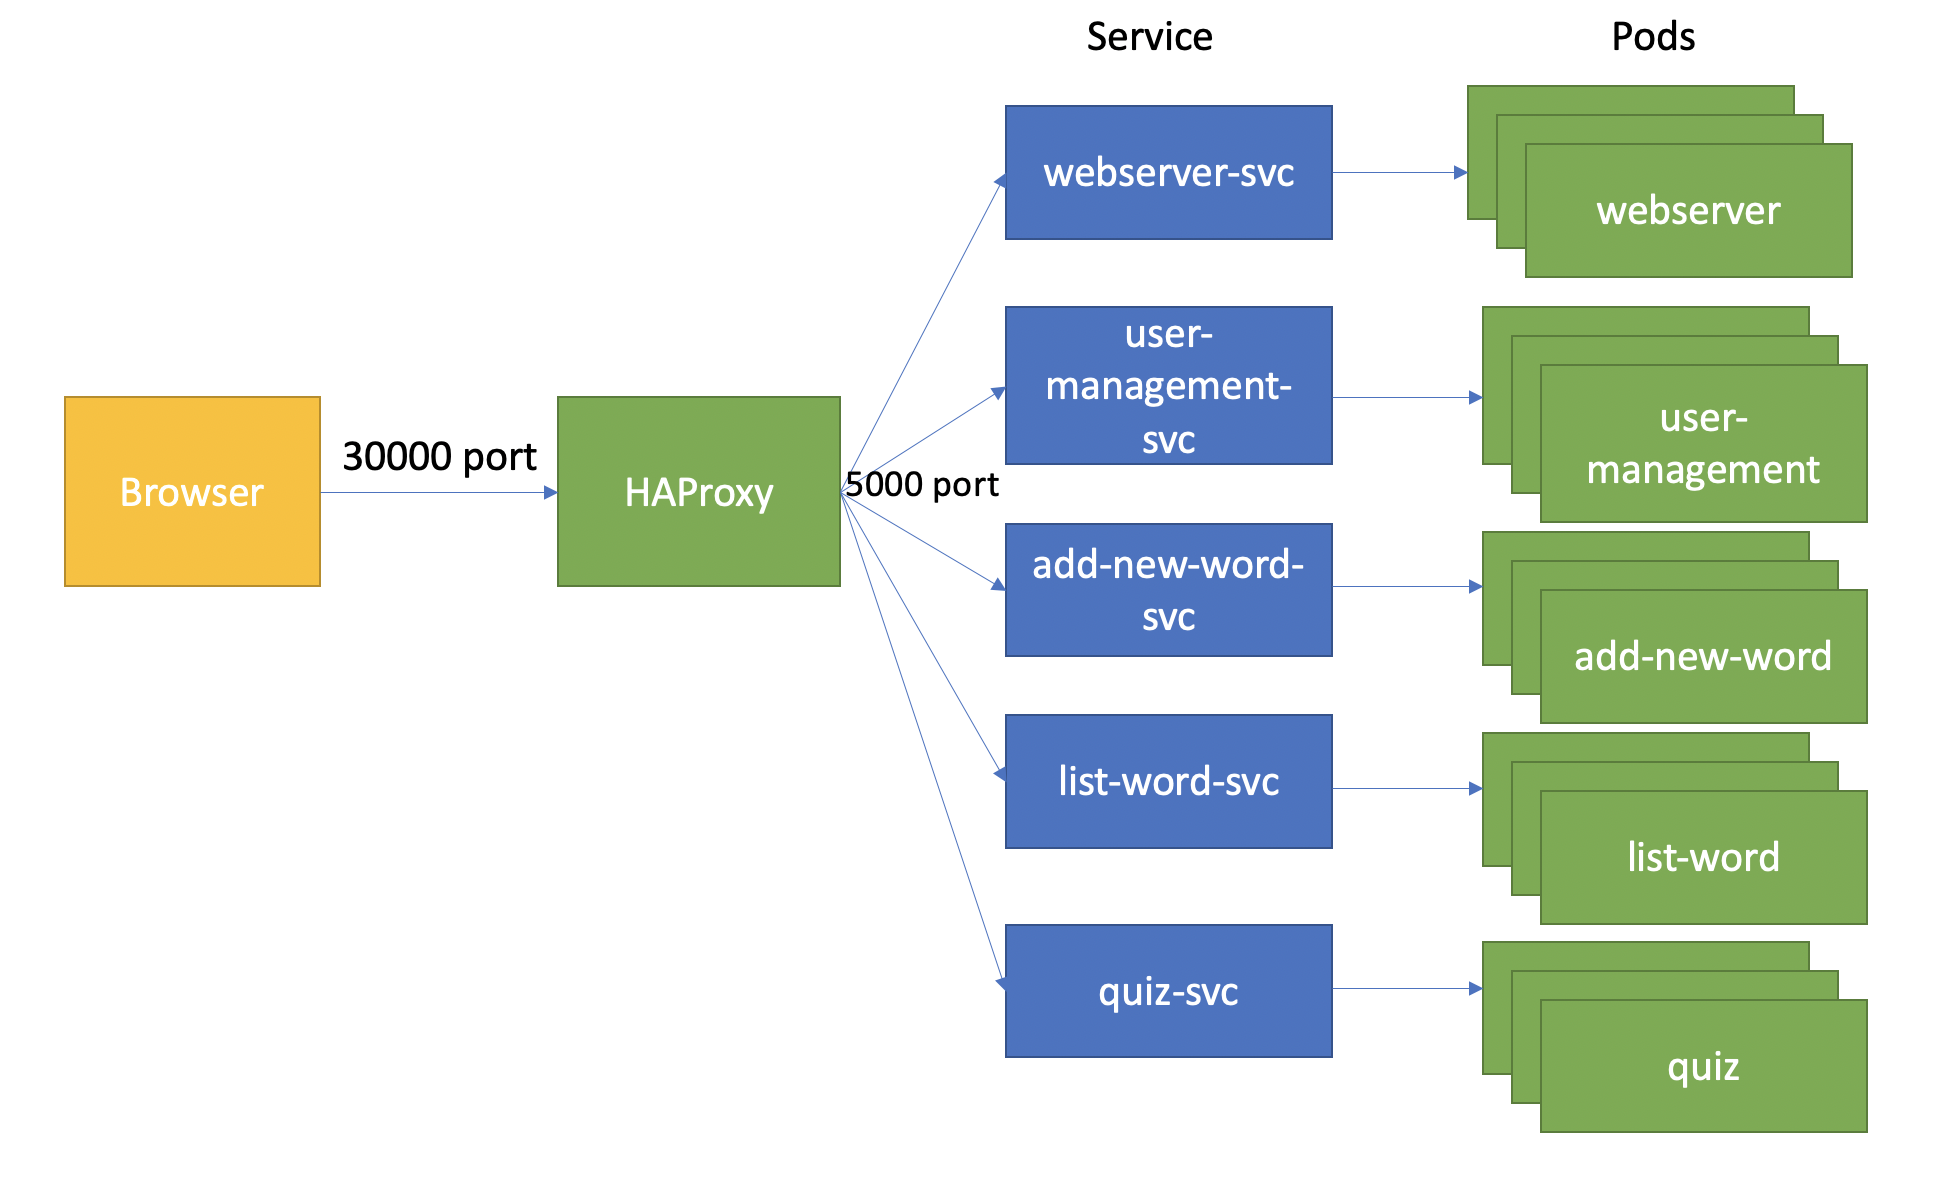 Service
Pods
webserver-svc
webserver
user-
management-
svc
user-
management
Browser
30000 port
HAProxy
5000 port
add-new-word-
svc
add-new-word
list-word-svc
list-word
quiz-svc
quiz